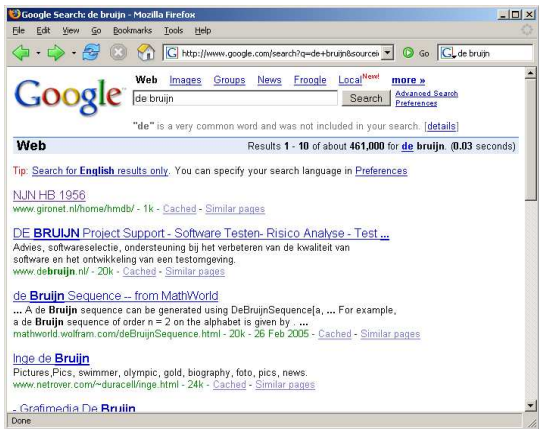 Google Search: de bruijn - Mozilla Firefox
File Edit View Go Bookmarks Tools Help
G http://www.google.com/search?q=de+bruijn&sourcei Go G de bruijn
Google Web Images Groups News Froogle Local New! more »
de bruijn Search Advanced Search
Preferences
"de" is a very common word and was not included in your search. [details]
Web Results 1 - 10 of about 461,000 for de bruijn. (0.03 seconds)
Tip: Search for English results only. You can specify your search language in Preferences
NJN HB 1956
www.gironet.nl/home/hmdb/ - 1k - Cached - Similar pages
DE BRUIJN Project Support - Software Testen- Risico Analyse - Test ...
Advies, softwareselectie, ondersteuning bij het verbeteren van de kwaliteit van
software en het ontwikkeling van een testomgeving.
www.debruijn.nl/ - 20k - Cached - Similar pages
de Bruijn Sequence -- from MathWorld
... A de Bruijn sequence can be generated using DeBruijnSequence[a, ... For example,
a de Bruijn sequence of order n = 2 on the alphabet is given by . ...
mathworld.wolfram.com/deBruijnSequence.html - 20k - 26 Feb 2005 - Cached - Similar pages
Inge de Bruijn
Pictures,Pics, swimmer, olympic, gold, biography, foto, pics, news.
www.netrover.com/~duracell/inge.html - 24k - Cached - Similar pages
- Grafimedia De Bruijn
Done